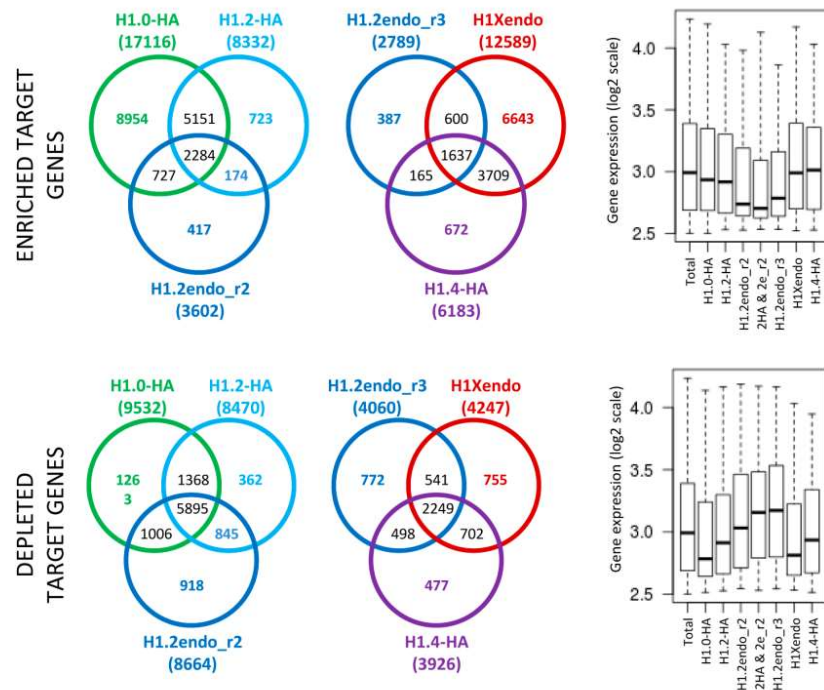 ENRICHED TARGET
GENES
H1.0-HA
(17116)
H1.2-HA
(8332)
8954
5151
723
2284
727
174
417
H1.2endo_r2
(3602)
H1.2endo_r3
(2789)
H1Xendo
(12589)
387
600
6643
1637
165
3709
672
H1.4-HA
(6183)
Gene expression (log2 scale)
4.0
3.5
3.0
2.5
Total
H1.0-HA
H1.2-HA
H1.2endo_r2
2HA & 2e_r2
H1.2endo_r3
H1Xendo
H1.4-HA
DEPLETED
TARGET GENES
H1.0-HA
(9532)
H1.2-HA
(8470)
126
3
1368
362
5895
1006
845
918
H1.2endo_r2
(8664)
H1.2endo_r3
(4060)
H1Xendo
(4247)
772
541
755
2249
498
702
477
H1.4-HA
(3926)
Gene expression (log2 scale)
4.0
3.5
3.0
2.5
Total
H1.0-HA
H1.2-HA
H1.2endo_r2
2HA & 2e_r2
H1.2endo_r3
H1Xendo
H1.4-HA